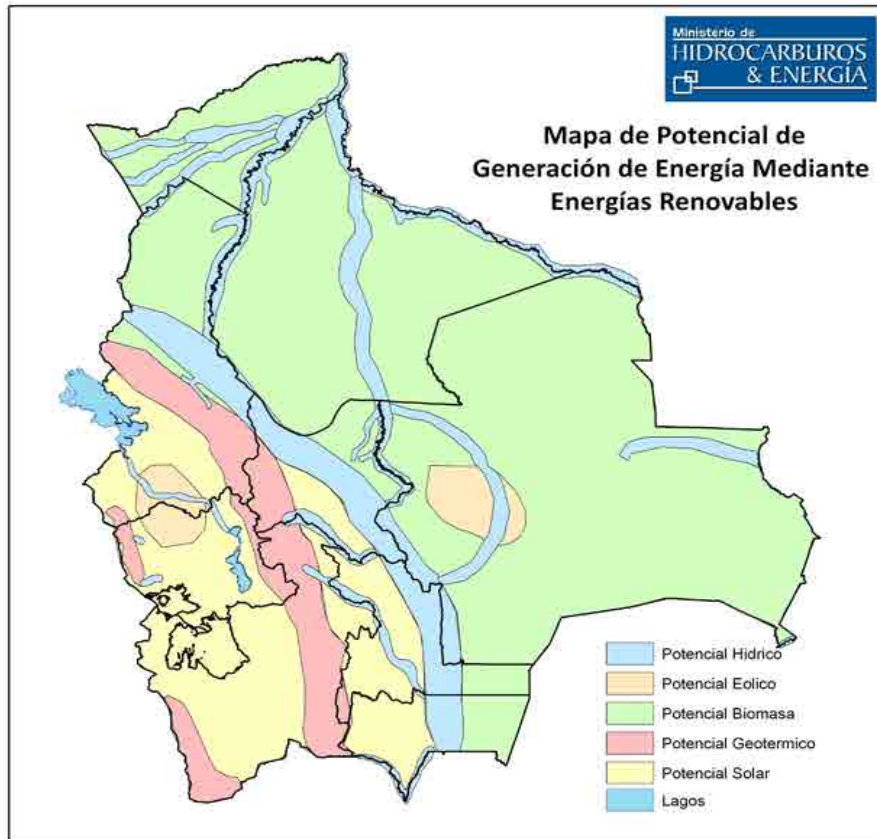 Ministerio de
HIDROCARBUROS
& ENERGÍA
Mapa de Potencial de
Generación de Energía Mediante
Energías Renovables
Potencial Hidrico
Potencial Eolico
Potencial Biomasa
Potencial Geotermico
Potencial Solar
Lagos